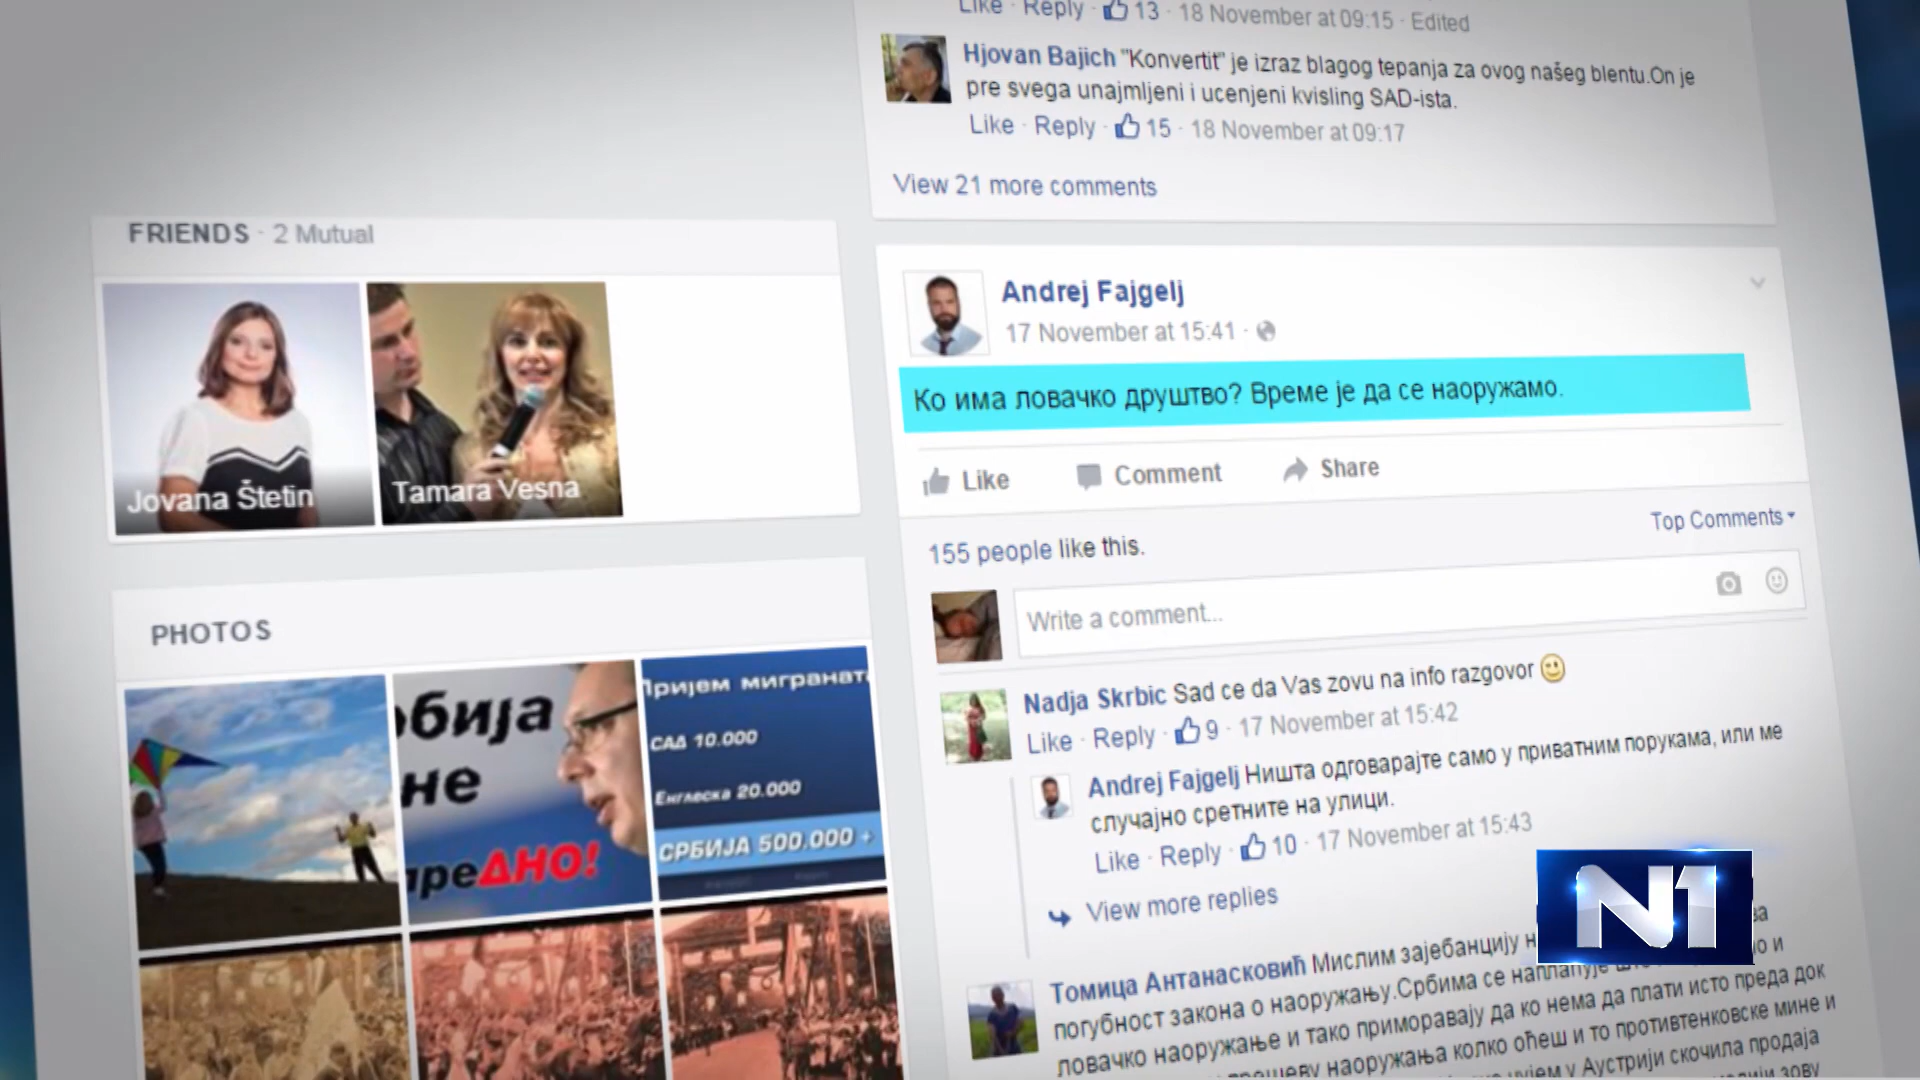 Like · Reply · 13 · 18 November at 09:15 · Edited
Hjovan Bajich "Konvertit" je izraz blagog tepanja za ovog našeg blentu.On je
pre svega unajmljeni i ucenjeni kvisling SAD-ista.
Like · Reply · 15 · 18 November at 09:17
View 21 more comments
FRIENDS · 2 Mutual
Jovana Štetin
Tamara Vesna
PHOTOS
рбија
не
предНО!
Пријем мигранат
САД 10.000
Енглеска 20.000
СРБИЈА 500.000 +
Andrej Fajgelj
17 November at 15:41 ·
Ко има ловачко друштво? Време је да се наоружамо.
Like Comment Share
155 people like this.
Top Comments
Write a comment...
Nadja Skrbic Sad ce da Vas zovu na info razgovor
Like · Reply · 9 · 17 November at 15:42
Andrej Fajgelj Ништа одговарајте само у приватним порукама, или ме
случајно сретните на улици.
Like · Reply · 10 · 17 November at 15:43
View more replies
Томица Антанасковић Мислим зајебанцију
погубност закона о наоружању.Србима се наплаћује и
ловачко наоружање и тако приморавају да ко нема да плати исто преда док
наоружања колко оћеш и то противтенковске мине и
у Аустрији скочила продаја
зову
N1